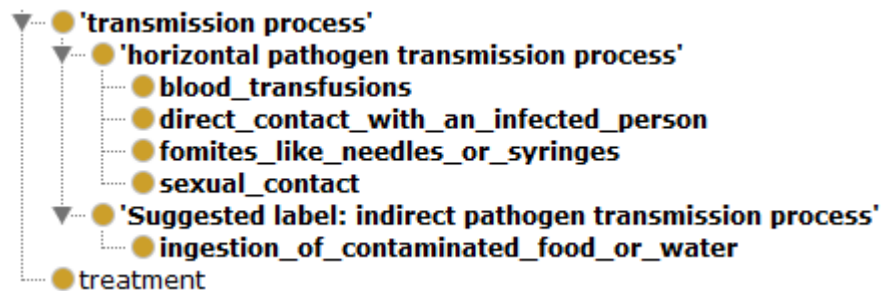 'transmission process'
'horizontal pathogen transmission process'
blood_transfusions
direct_contact_with_an_infected_person
fomites_like_needles_or_syringes
sexual_contact
'Suggested label: indirect pathogen transmission process'
ingestion_of_contaminated_food_or_water
treatment